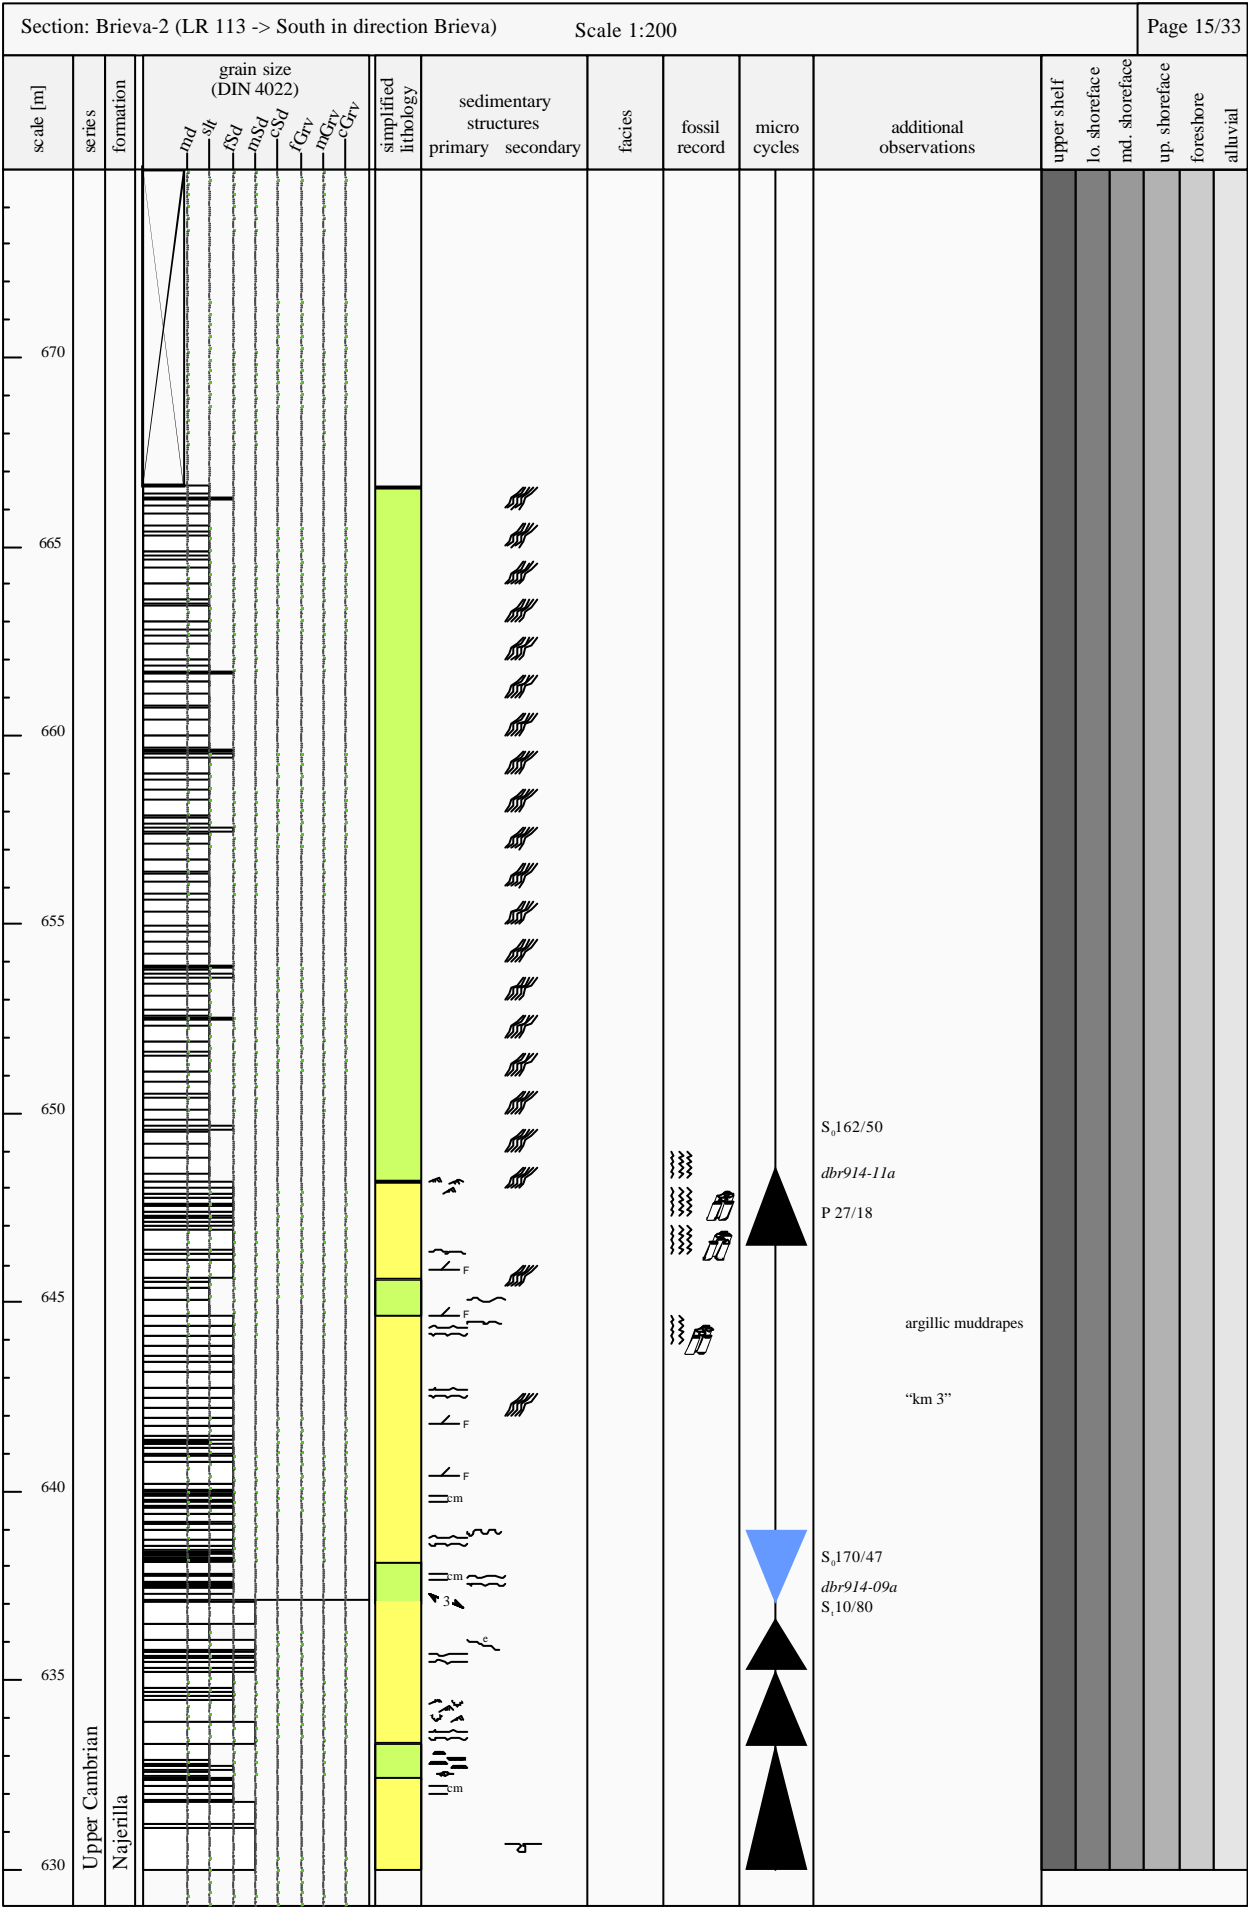 Section: Brieva-2 (LR 113 -> South in direction Brieva)
Scale 1:200
Page 15/33
scale [m]
series
formation
grain size
(DIN 4022)
md
slt
fSd
mSd
cSd
fGrv
mGrv
cGrv
simplified
lithology
sedimentary
structures
primary secondary
facies
fossil
record
micro
cycles
additional
observations
upper shelf
lo. shoreface
md. shoreface
up. shoreface
foreshore
alluvial
670
665
660
655
650
S₀162/50
dbr914-11a
P 27/18
F
645
F
argillic muddrapes
"km 3"
F
F
640
cm
S₀170/47
cm
dbr914-09a
3
S₁10/80
e
635
cm
630
Upper Cambrian
Najerilla